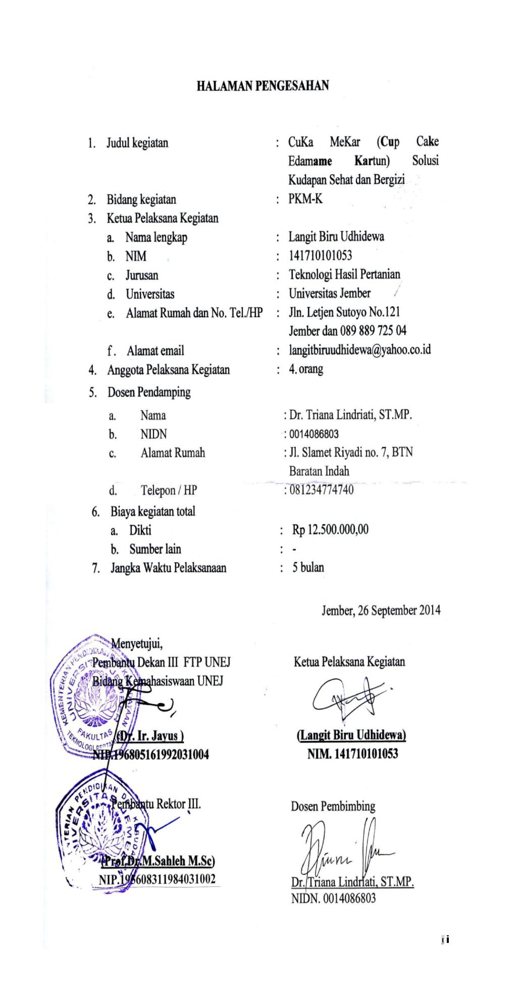 HALAMAN PENGESAHAN
1. Judul kegiatan : CuKa MeKar (Cup Cake
Edamame Kartun) Solusi
Kudapan Sehat dan Bergizi
2. Bidang kegiatan : PKM-K
3. Ketua Pelaksana Kegiatan
a. Nama lengkap : Langit Biru Udhidewa
b. NIM : 141710101053
c. Jurusan : Teknologi Hasil Pertanian
d. Universitas : Universitas Jember
e. Alamat Rumah dan No. Tel./HP : Jln. Letjen Sutoyo No.121
Jember dan 089 889 725 04
f. Alamat email : langitbiruudhidewa@yahoo.co.id
4. Anggota Pelaksana Kegiatan : 4. orang
5. Dosen Pendamping
a. Nama : Dr. Triana Lindriati, ST.MP.
b. NIDN : 0014086803
c. Alamat Rumah : Jl. Slamet Riyadi no. 7, BTN
Baratan Indah
d. Telepon / HP : 081234774740
6. Biaya kegiatan total
a. Dikti : Rp 12.500.000,00
b. Sumber lain : -
7. Jangka Waktu Pelaksanaan : 5 bulan
Jember, 26 September 2014
Menyetujui,
Pembantu Dekan III FTP UNEJ
Bidang Kemahasiswaan UNEJ
Ketua Pelaksana Kegiatan
UNIVERSITAS JEMBER
FAKULTAS
(Dr. Ir. Jayus )
NIP.196805161992031004
(Langit Biru Udhidewa)
NIM. 141710101053
Pembantu Rektor III.
Dosen Pembimbing
(Prof.Dr.M.Sahleh M.Sc)
NIP.195608311984031002
Dr. Triana Lindriati, ST.MP.
NIDN. 0014086803